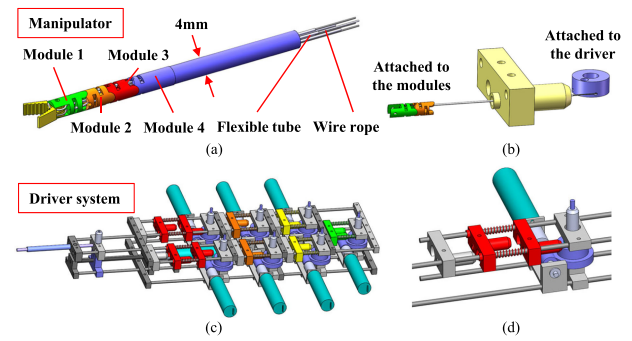 Manipulator
Module 1
Module 3
4mm
Module 2
Module 4
Flexible tube
Wire rope
(a)
Attached to
the modules
Attached to
the driver
(b)
Driver system
(c)
(d)